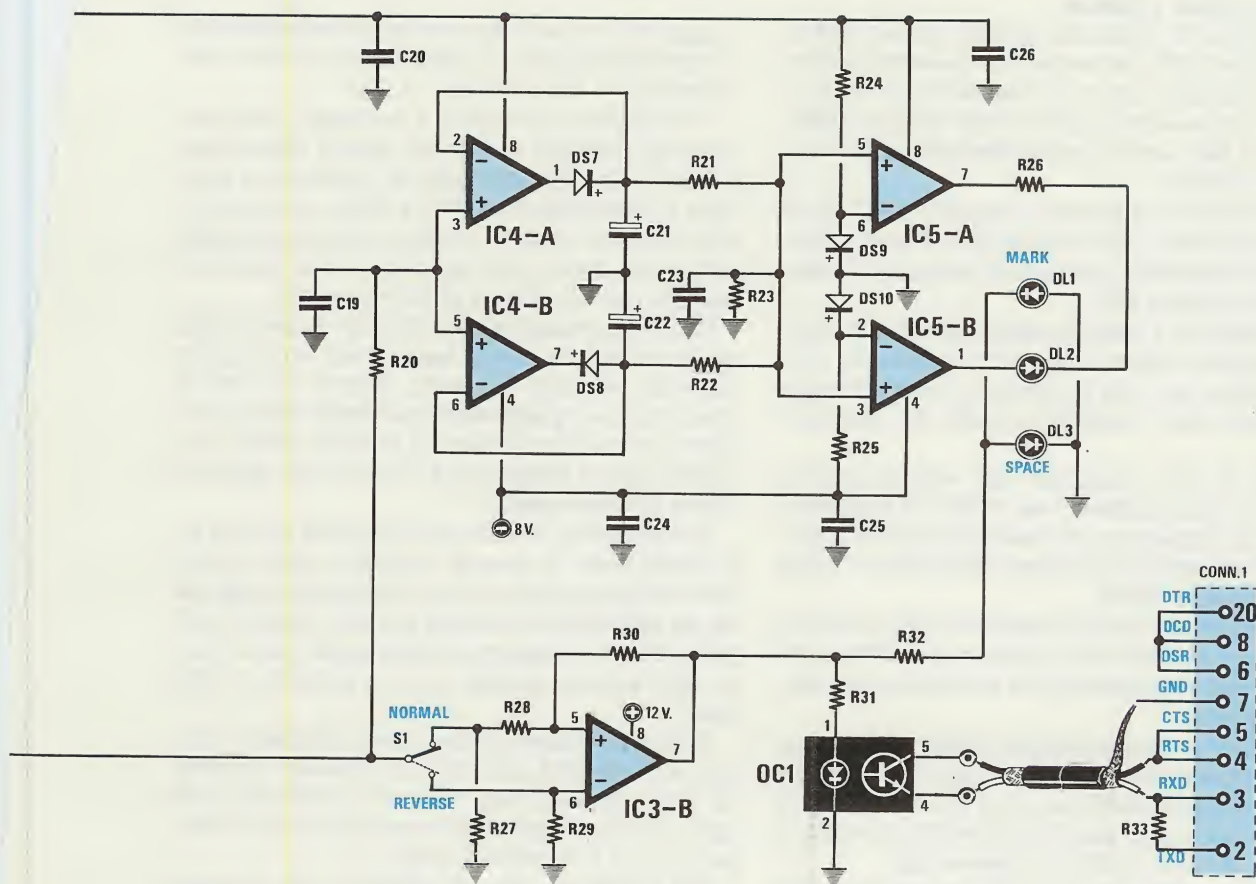 C20
C26
R24
2
8
1
DS7
+
R21
5
8
7
R26
−
+
3
+
C21
IC4-A
+
−
6
IC5-A
DS9
+
MARK
DL1
C19
IC4-B
C23
R23
DS10
+
IC5-B
C22
+
R20
5
+
−
6
7
+
DS8
4
R22
2
−
+
3
1
4
DL2
R25
DL3
SPACE
− 8 V.
C24
C25
CONN.1
DTR
20
DCD
8
DSR
6
GND
7
CTS
5
RTS
4
RXD
3
R33
TXD
2
R30
R32
R31
NORMAL
S1
REVERSE
R28
R27
R29
5
+
−
6
+ 12 V.
8
7
IC3-B
1
OC1
5
4
2